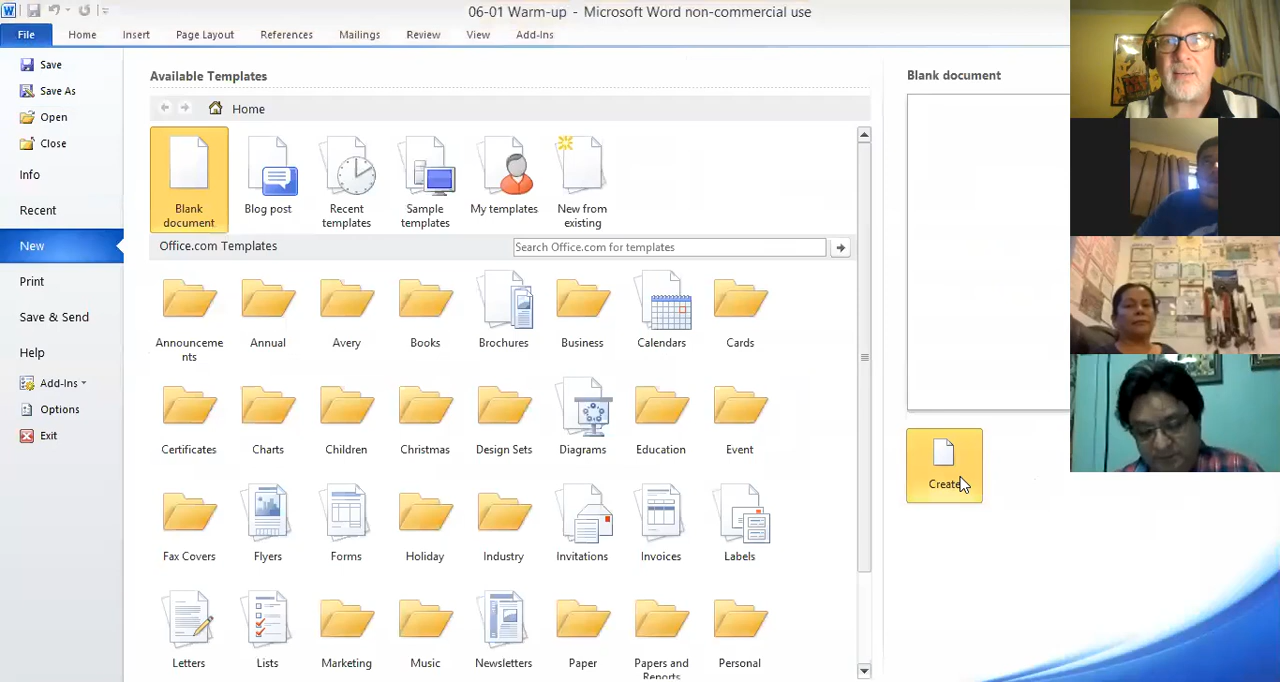 06-01 Warm-up - Microsoft Word non-commercial use
File Home Insert Page Layout References Mailings Review View Add-Ins
Save
Save As
Open
Close
Info
Recent
New
Print
Save & Send
Help
Add-Ins
Options
Exit
Available Templates
Home
Blank document
Blog post
Recent templates
Sample templates
My templates
New from existing
Office.com Templates
Search Office.com for templates
Announceme
nts
Annual
Avery
Books
Brochures
Business
Calendars
Cards
Certificates
Charts
Children
Christmas
Design Sets
Diagrams
Education
Event
Fax Covers
Flyers
Forms
Holiday
Industry
Invitations
Invoices
Labels
Letters
Lists
Marketing
Music
Newsletters
Paper
Papers and
Reports
Personal
Blank document
Create